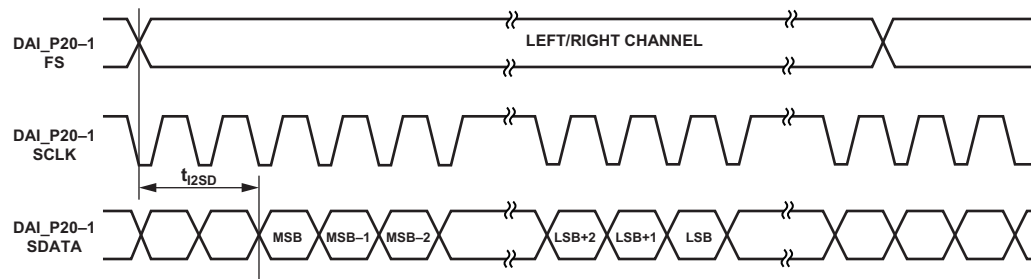 DAI_P20–1
FS
LEFT/RIGHT CHANNEL
DAI_P20–1
SCLK
tI2SD
DAI_P20–1
SDATA
MSB
MSB–1
MSB–2
LSB+2
LSB+1
LSB